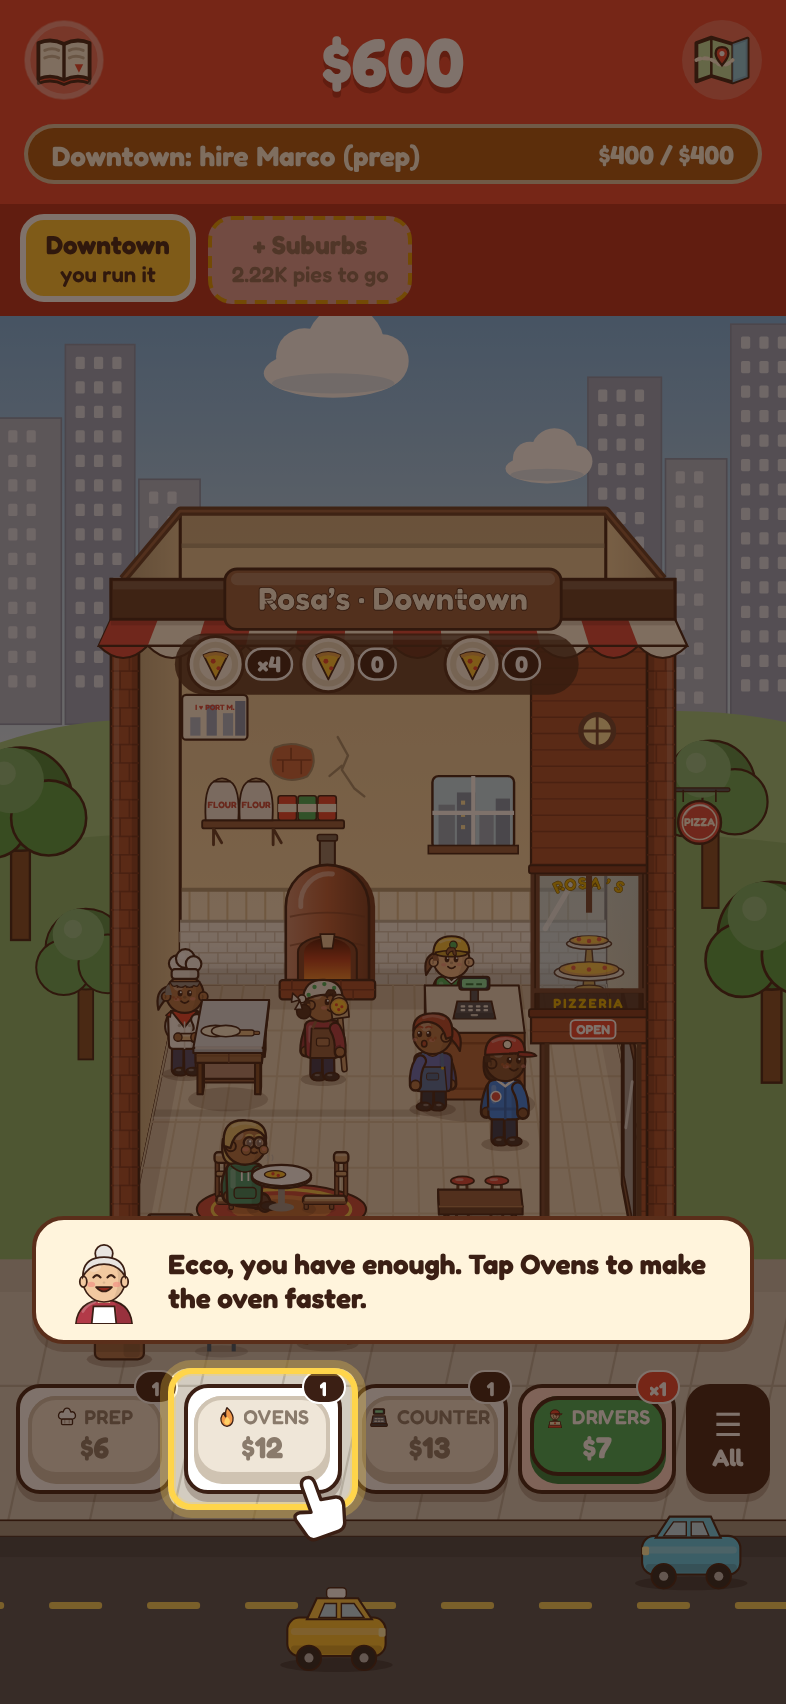 $600
Downtown: hire Marco (prep)
$400 / $400
Downtown
you run it
+ Suburbs
2.22K pies to go
Rosa's · Downtown
x4
0
0
FLOUR
FLOUR
PIZZA
ROSA'S
PIZZERIA
OPEN
Ecco, you have enough. Tap Ovens to make
the oven faster.
1
PREP
$6
1
OVENS
$12
1
COUNTER
$13
x1
DRIVERS
$7
All